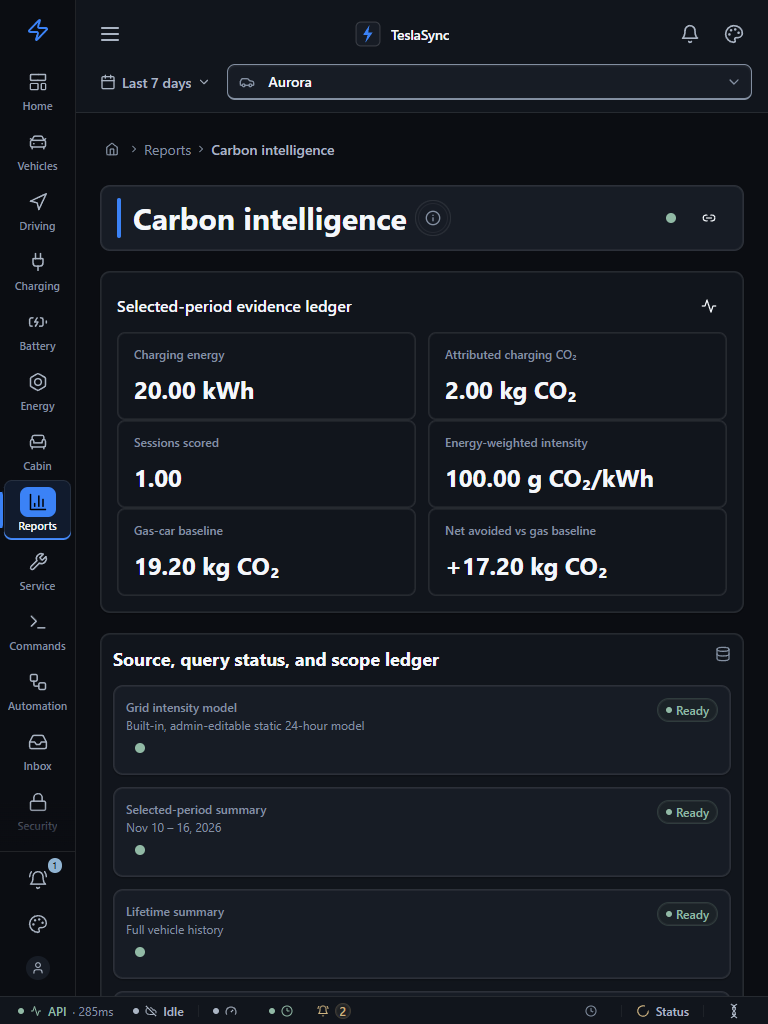 TeslaSync
Last 7 days
Aurora
Home
Vehicles
Driving
Charging
Battery
Energy
Cabin
Reports
Service
Commands
Automation
Inbox
Security
1
Reports
Carbon intelligence
Carbon intelligence
Selected-period evidence ledger
Charging energy
20.00 kWh
Attributed charging CO₂
2.00 kg CO₂
Sessions scored
1.00
Energy-weighted intensity
100.00 g CO₂/kWh
Gas-car baseline
19.20 kg CO₂
Net avoided vs gas baseline
+17.20 kg CO₂
Source, query status, and scope ledger
Grid intensity model
Ready
Built-in, admin-editable static 24-hour model
Selected-period summary
Ready
Nov 10 – 16, 2026
Lifetime summary
Ready
Full vehicle history
API · 285ms
Idle
2
Status